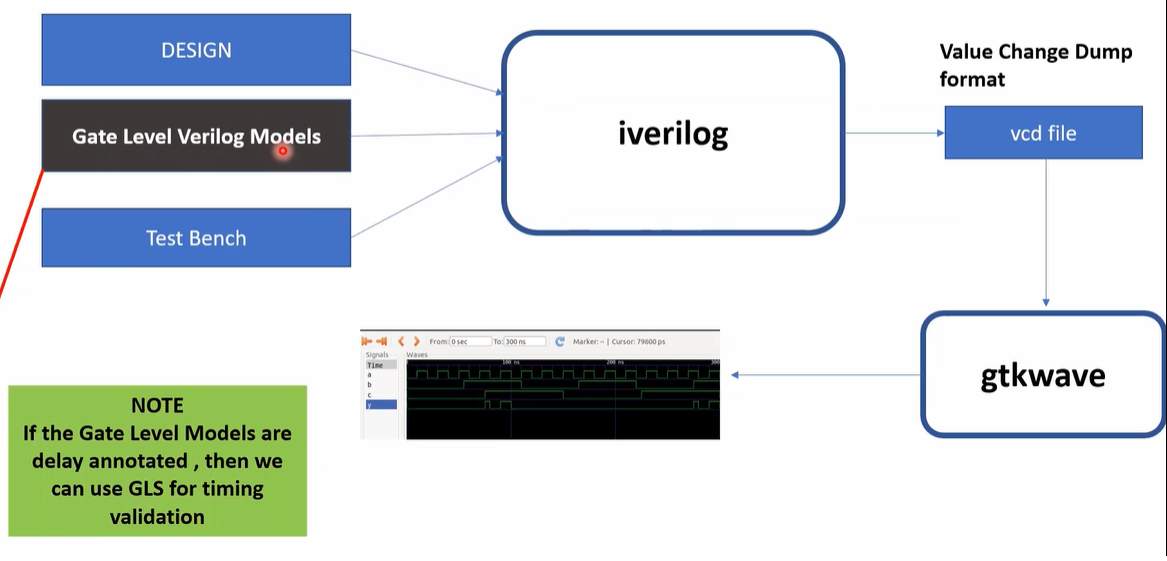 DESIGN
Gate Level Verilog Models
Test Bench
iverilog
Value Change Dump
format
vcd file
gtkwave
From: 0 sec To: 300 ns Marker: -- | Cursor: 79600 ps
Signals Waves
Time
a
b
c
y
100 ns 200 ns
NOTE
If the Gate Level Models are
delay annotated , then we
can use GLS for timing
validation